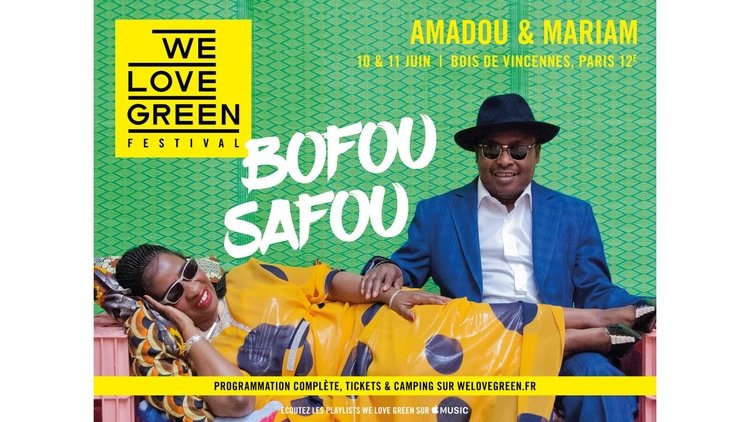 WE
LOVE
GREEN
FESTIVAL
AMADOU & MARIAM
10 & 11 JUIN | BOIS DE VINCENNES, PARIS 12E
BOFOU
SAFOU
PROGRAMMATION COMPLÈTE, TICKETS & CAMPING SUR WELOVEGREEN.FR
ÉCOUTEZ LES PLAYLISTS WE LOVE GREEN SUR MUSIC